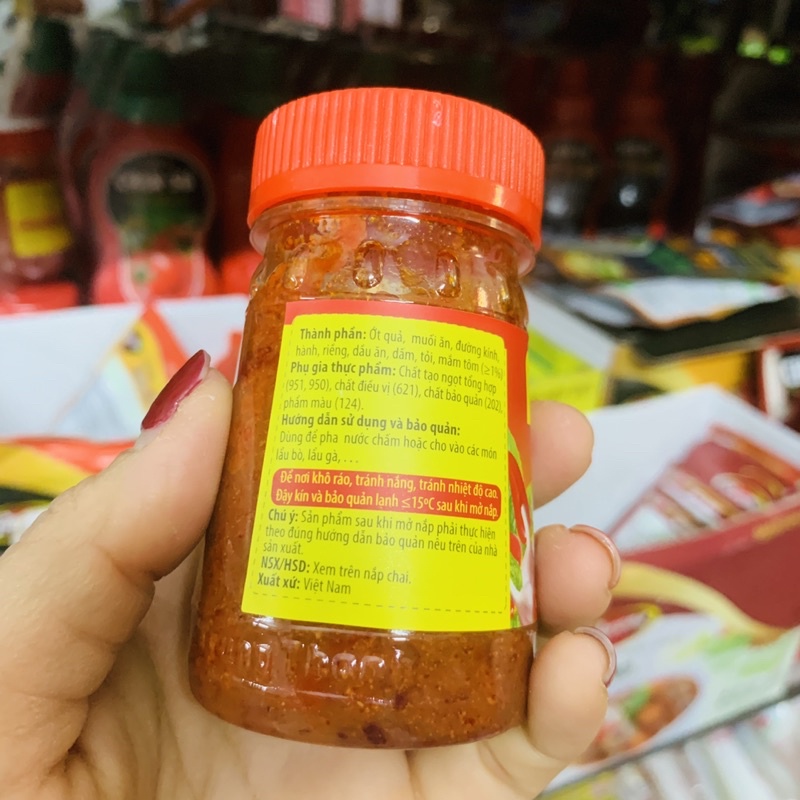 Thành phần: Ớt quả, muối ăn, đường kính,
hành, riềng, dầu ăn, dấm, tỏi, mắm tôm (≥1%)
Phụ gia thực phẩm: Chất tạo ngọt tổng hợp
(951, 950), chất điều vị (621), chất bảo quản (202),
phẩm màu (124).
Hướng dẫn sử dụng và bảo quản:
Dùng để pha nước chấm hoặc cho vào các món
lẩu bò, lẩu gà, . . .
Để nơi khô ráo, tránh nắng, tránh nhiệt độ cao.
Đậy kín và bảo quản lạnh ≤15ºC sau khi mở nắp.
Chú ý: Sản phẩm sau khi mở nắp phải thực hiện
theo đúng hướng dẫn bảo quản nêu trên của nhà
sản xuất.
NSX/HSD: Xem trên nắp chai.
Xuất xứ: Việt Nam